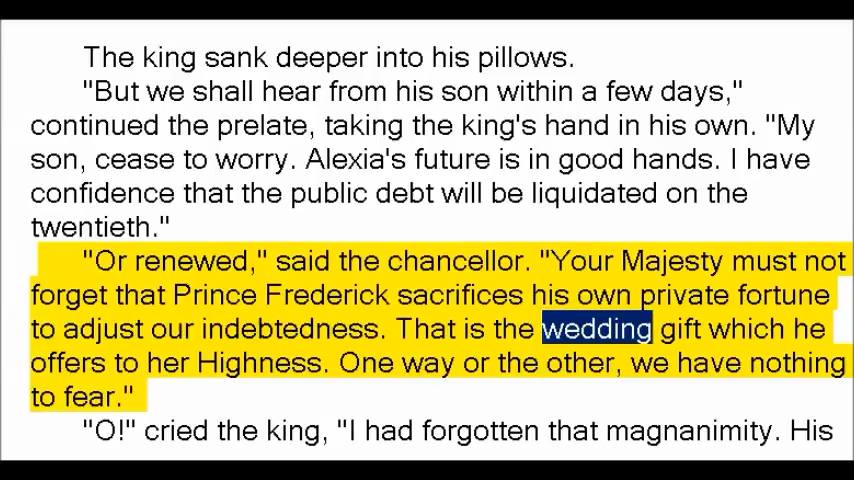 The king sank deeper into his pillows.
"But we shall hear from his son within a few days,"
continued the prelate, taking the king's hand in his own. "My
son, cease to worry. Alexia's future is in good hands. I have
confidence that the public debt will be liquidated on the
twentieth."
"Or renewed," said the chancellor. "Your Majesty must not
forget that Prince Frederick sacrifices his own private fortune
to adjust our indebtedness. That is the wedding gift which he
offers to her Highness. One way or the other, we have nothing
to fear."
"O!" cried the king, "I had forgotten that magnanimity. His